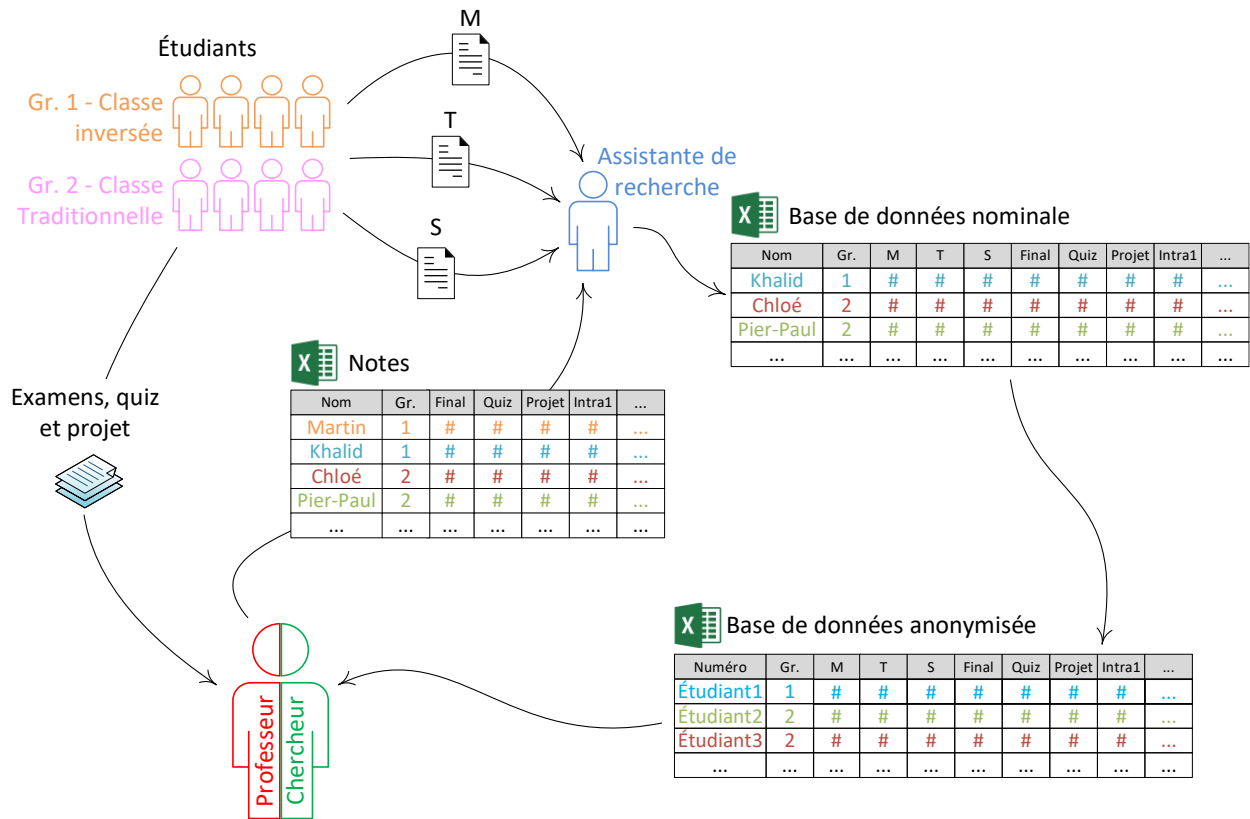 Étudiants
Gr. 1 - Classe
inversée
Gr. 2 - Classe
Traditionnelle
M
T
S
Assistante de
recherche
X
Base de données nominale
Nom Gr. M T S Final Quiz Projet Intra1 ...
Khalid 1 # # # # # # # ...
Chloé 2 # # # # # # # ...
Pier-Paul 2 # # # # # # # ...
... ... ... ... ... ... ... ... ... ...
X
Notes
Nom Gr. Final Quiz Projet Intra1 ...
Martin 1 # # # # ...
Khalid 1 # # # # ...
Chloé 2 # # # # ...
Pier-Paul 2 # # # # ...
... ... ... ... ... ... ...
Examens, quiz
et projet
X
Base de données anonymisée
Numéro Gr. M T S Final Quiz Projet Intra1 ...
Étudiant1 1 # # # # # # # ...
Étudiant2 2 # # # # # # # ...
Étudiant3 2 # # # # # # # ...
... ... ... ... ... ... ... ... ... ...
Professeur
Chercheur